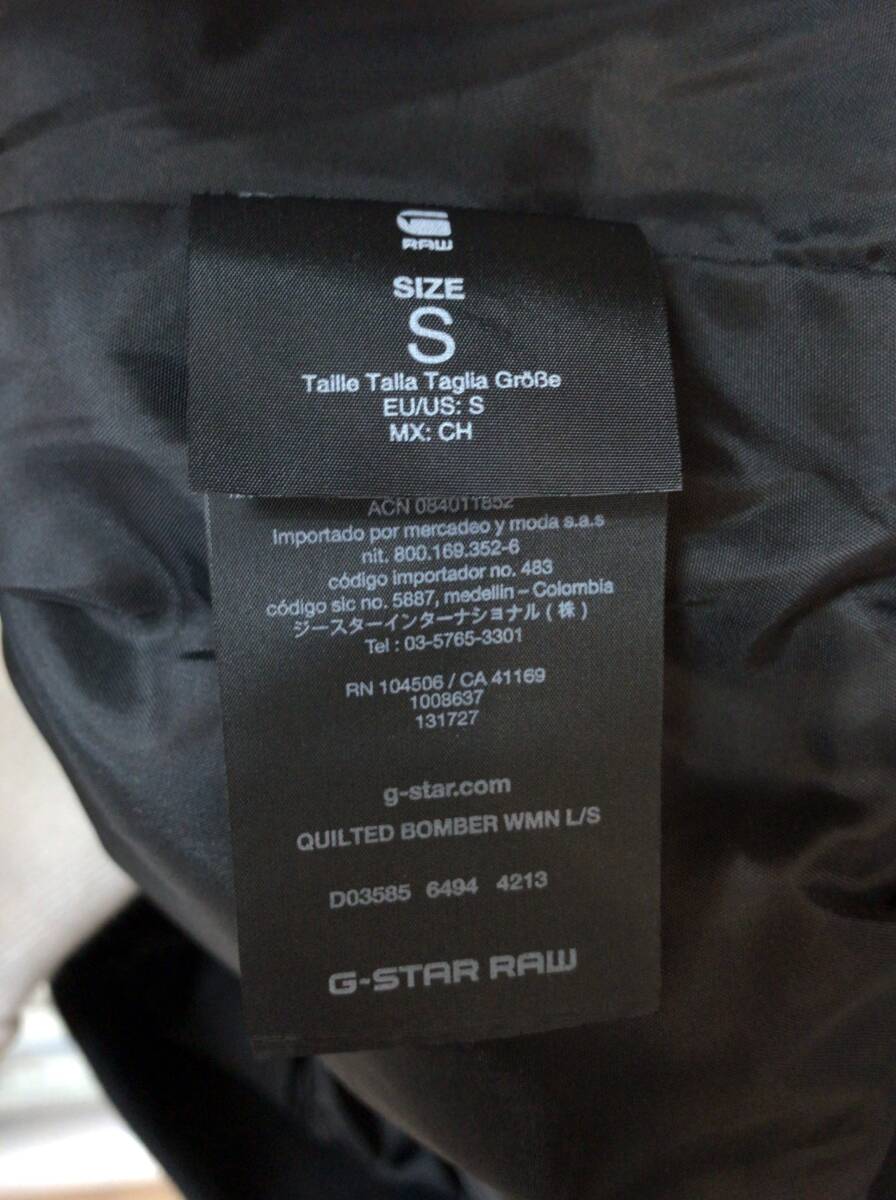 G
RAW
SIZE
S
Taille Talla Taglia Größe
EU/US: S
MX: CH
ACN 084011852
Importado por mercadeo y moda s.a.s
nit. 800.169.352-6
código importador no. 483
código sic no. 5887, medellin – Colombia
ジースターインターナショナル ( 株 )
Tel : 03-5765-3301
RN 104506 / CA 41169
1008637
131727
g-star.com
QUILTED BOMBER WMN L/S
D03585 6494 4213
G-STAR RAW